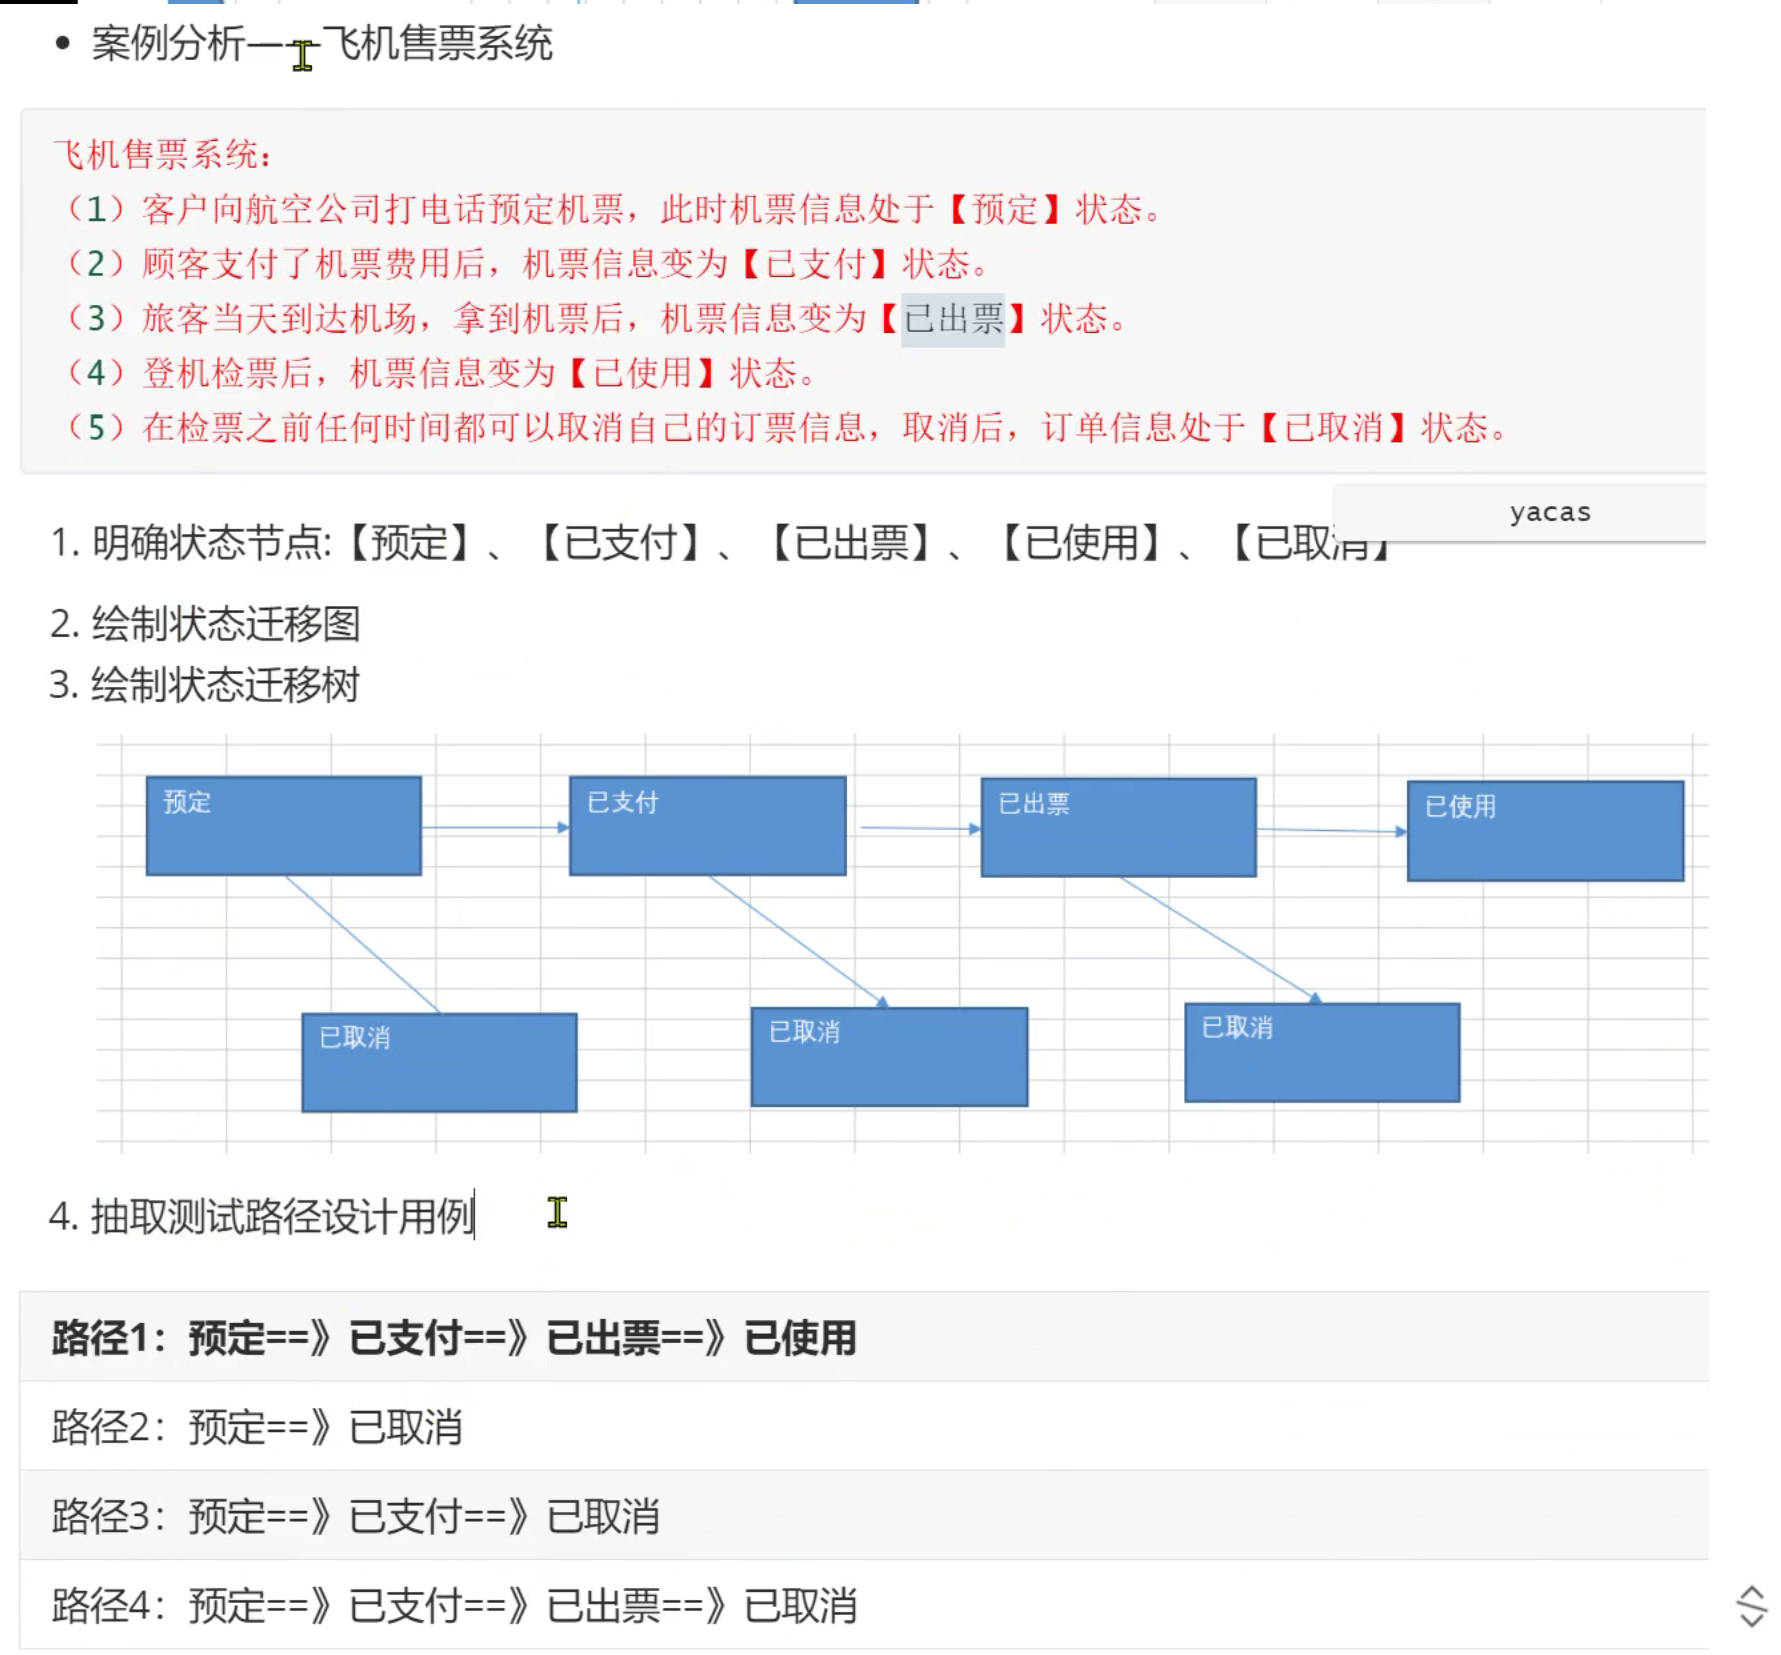 案例分析——飞机售票系统
飞机售票系统：
（1）客户向航空公司打电话预定机票，此时机票信息处于【预定】状态。
（2）顾客支付了机票费用后，机票信息变为【已支付】状态。
（3）旅客当天到达机场，拿到机票后，机票信息变为【已出票】状态。
（4）登机检票后，机票信息变为【已使用】状态。
（5）在检票之前任何时间都可以取消自己的订票信息，取消后，订单信息处于【已取消】状态。
yacas
1. 明确状态节点:【预定】、【已支付】、【已出票】、【已使用】、【已取消】
2. 绘制状态迁移图
3. 绘制状态迁移树
预定
已支付
已出票
已使用
已取消
已取消
已取消
4. 抽取测试路径设计用例
路径1：预定==》已支付==》已出票==》已使用
路径2：预定==》已取消
路径3：预定==》已支付==》已取消
路径4：预定==》已支付==》已出票==》已取消